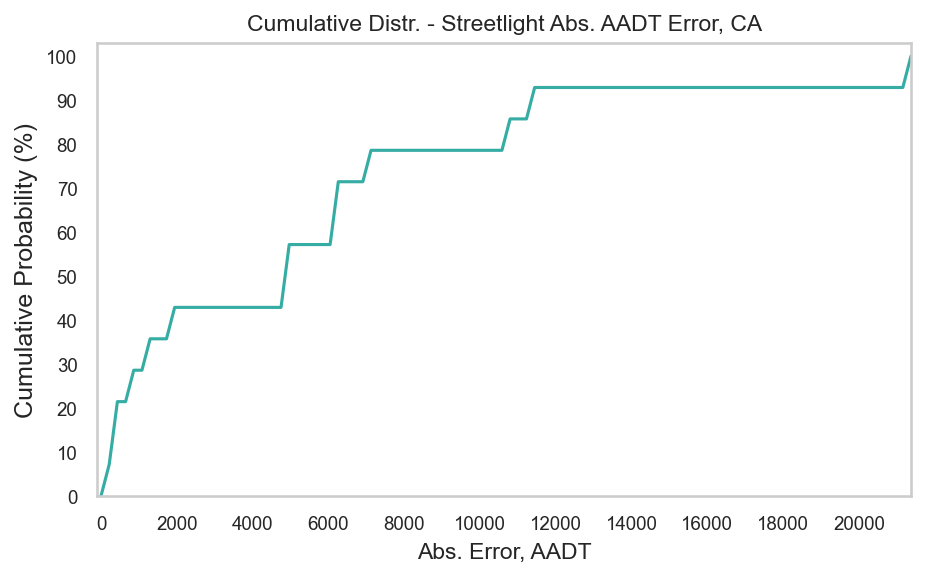 Cumulative Distr. - Streetlight Abs. AADT Error, CA
Cumulative Probability (%)
100
90
80
70
60
50
40
30
20
10
0
0 2000 4000 6000 8000 10000 12000 14000 16000 18000 20000
Abs. Error, AADT